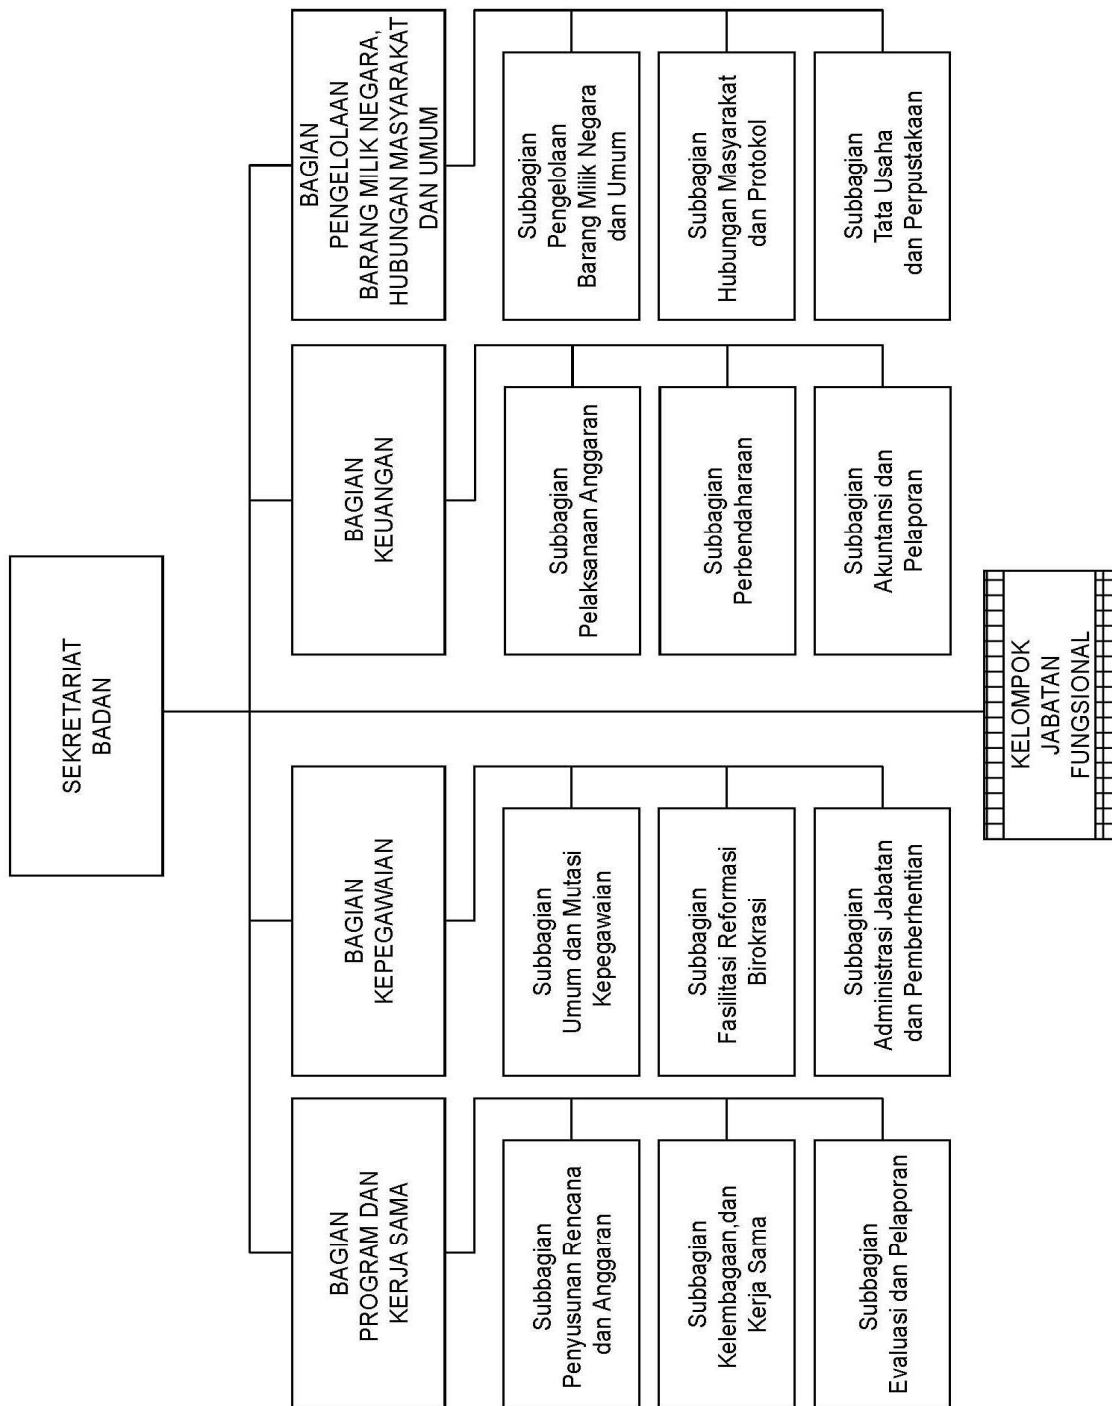 SEKRETARIAT
BADAN
BAGIAN
PROGRAM DAN
KERJA SAMA
BAGIAN
KEPEGAWAIAN
BAGIAN
KEUANGAN
BAGIAN
PENGELOLAAN
BARANG MILIK NEGARA,
HUBUNGAN MASYARAKAT
DAN UMUM
Subbagian
Penyusunan Rencana
dan Anggaran
Subbagian
Umum dan Mutasi
Kepegawaian
Subbagian
Pelaksanaan Anggaran
Subbagian
Pengelolaan
Barang Milik Negara
dan Umum
Subbagian
Kelembagaan,dan
Kerja Sama
Subbagian
Fasilitasi Reformasi
Birokrasi
Subbagian
Perbendaharaan
Subbagian
Hubungan Masyarakat
dan Protokol
Subbagian
Evaluasi dan Pelaporan
Subbagian
Administrasi Jabatan
dan Pemberhentian
Subbagian
Akuntansi dan
Pelaporan
Subbagian
Tata Usaha
dan Perpustakaan
KELOMPOK
JABATAN
FUNGSIONAL